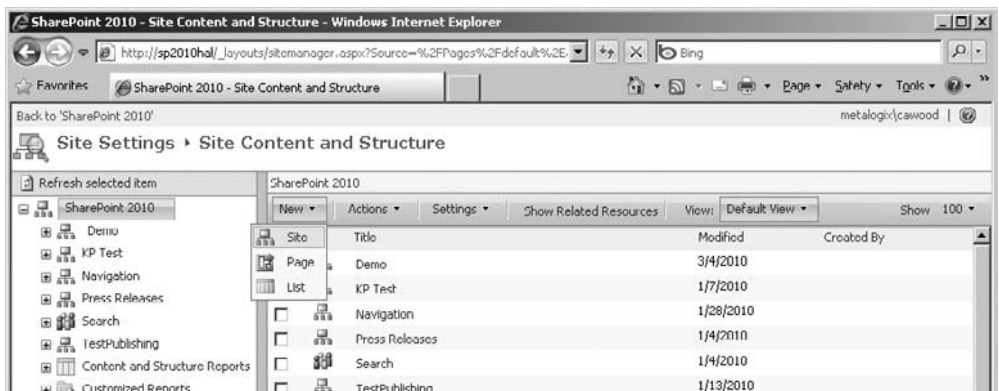 SharePoint 2010 - Site Content and Structure - Windows Internet Explorer
http://sp2010hal/_layouts/sitemanager.aspx?Source=%2FPages%2Fdefault%2E.
Bing
Favorites SharePoint 2010 - Site Content and Structure Page Safety Tools »
Back to 'SharePoint 2010' metalogix\cawood |
Site Settings ▸ Site Content and Structure
Refresh selected item SharePoint 2010
SharePoint 2010 New Actions Settings Show Related Resources View: Default View Show 100
Demo Site Title Modified Created By
KP Test Page Demo 3/4/2010
Navigation List KP Test 1/7/2010
Press Releases Navigation 1/28/2010
Search Press Releases 1/4/2010
TestPublishing Search 1/4/2010
Content and Structure Reports TestPublishing 1/13/2010
Customized Reports